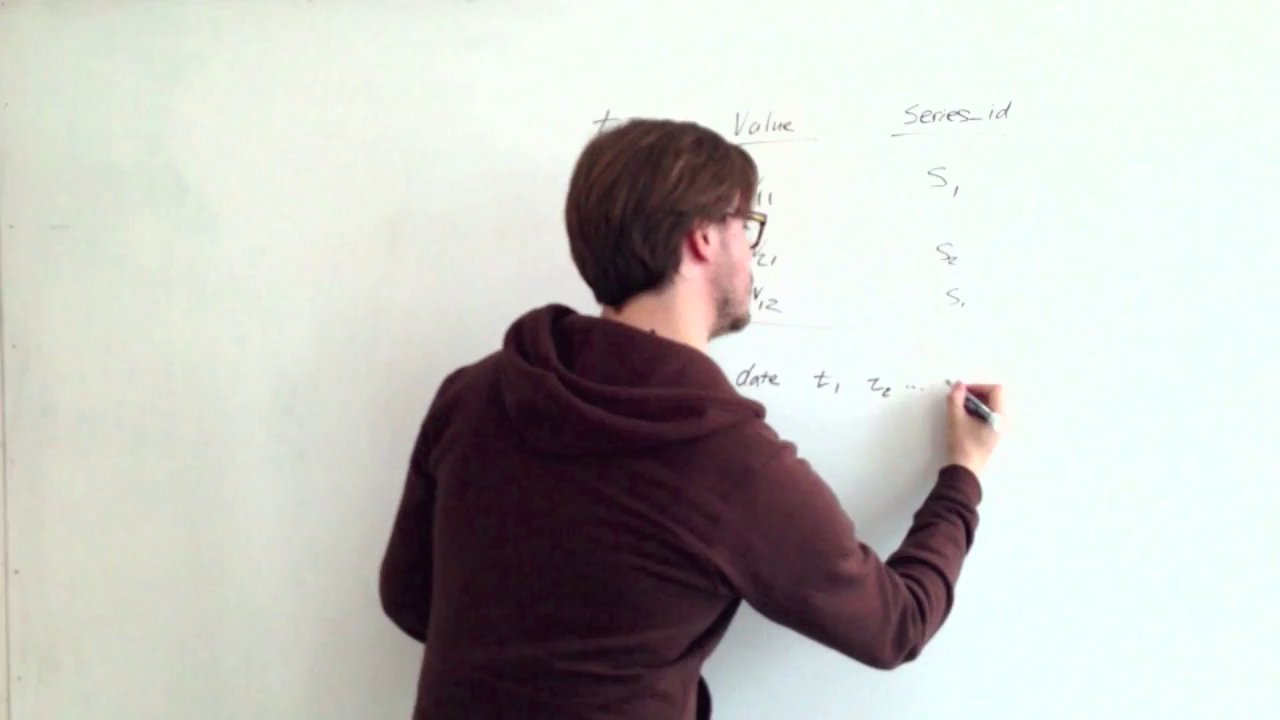 t Value Series_id
V11 S1
V21 S2
V12 S1
date t1 t2 ...